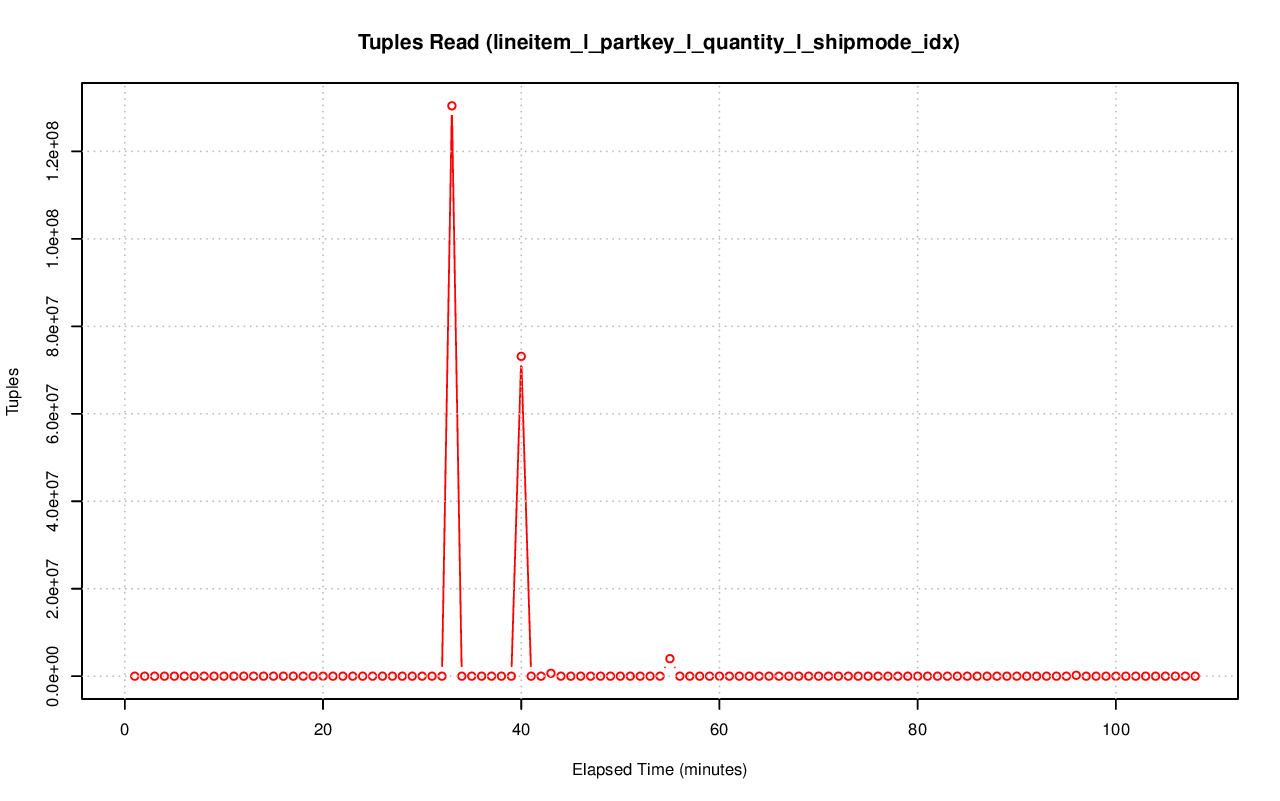 Tuples Read (lineitem_l_partkey_l_quantity_l_shipmode_idx)
Tuples
1.2e+08
1.0e+08
8.0e+07
6.0e+07
4.0e+07
2.0e+07
0.0e+00
0 20 40 60 80 100
Elapsed Time (minutes)